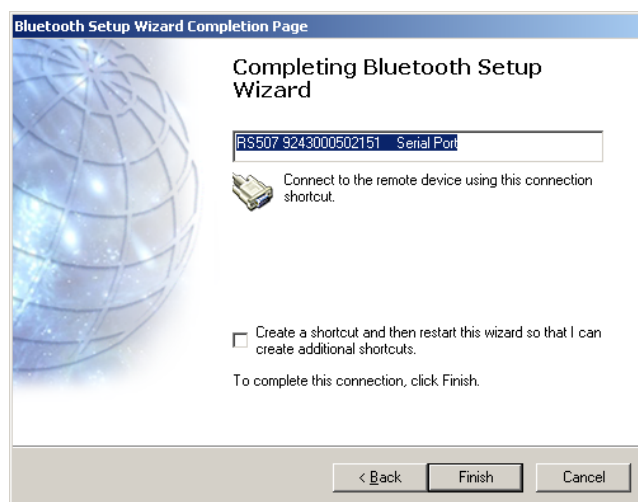 Bluetooth Setup Wizard Completion Page
Completing Bluetooth Setup
Wizard
RS507 9243000502151 Serial Port
Connect to the remote device using this connection
shortcut.
Create a shortcut and then restart this wizard so that I can
create additional shortcuts.
To complete this connection, click Finish.
< Back Finish Cancel